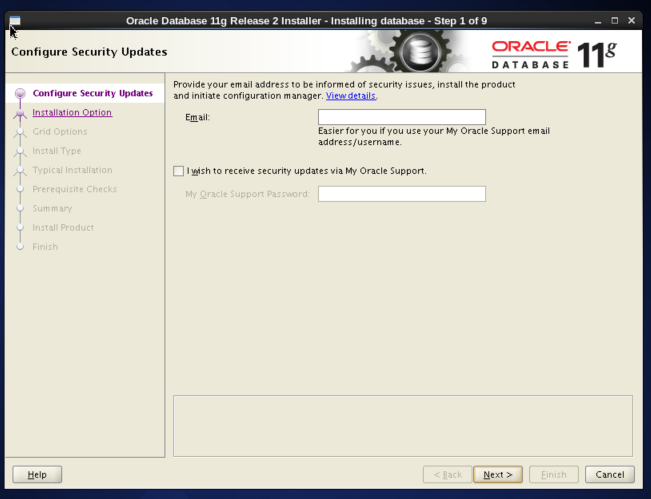 Oracle Database 11g Release 2 Installer - Installing database - Step 1 of 9
Configure Security Updates
ORACLE
DATABASE 11g
Configure Security Updates
Installation Option
Grid Options
Install Type
Typical Installation
Prerequisite Checks
Summary
Install Product
Finish
Provide your email address to be informed of security issues, install the product
and initiate configuration manager. View details.
Email:
Easier for you if you use your My Oracle Support email
address/username.
I wish to receive security updates via My Oracle Support.
My Oracle Support Password:
Help
< Back
Next >
Finish
Cancel